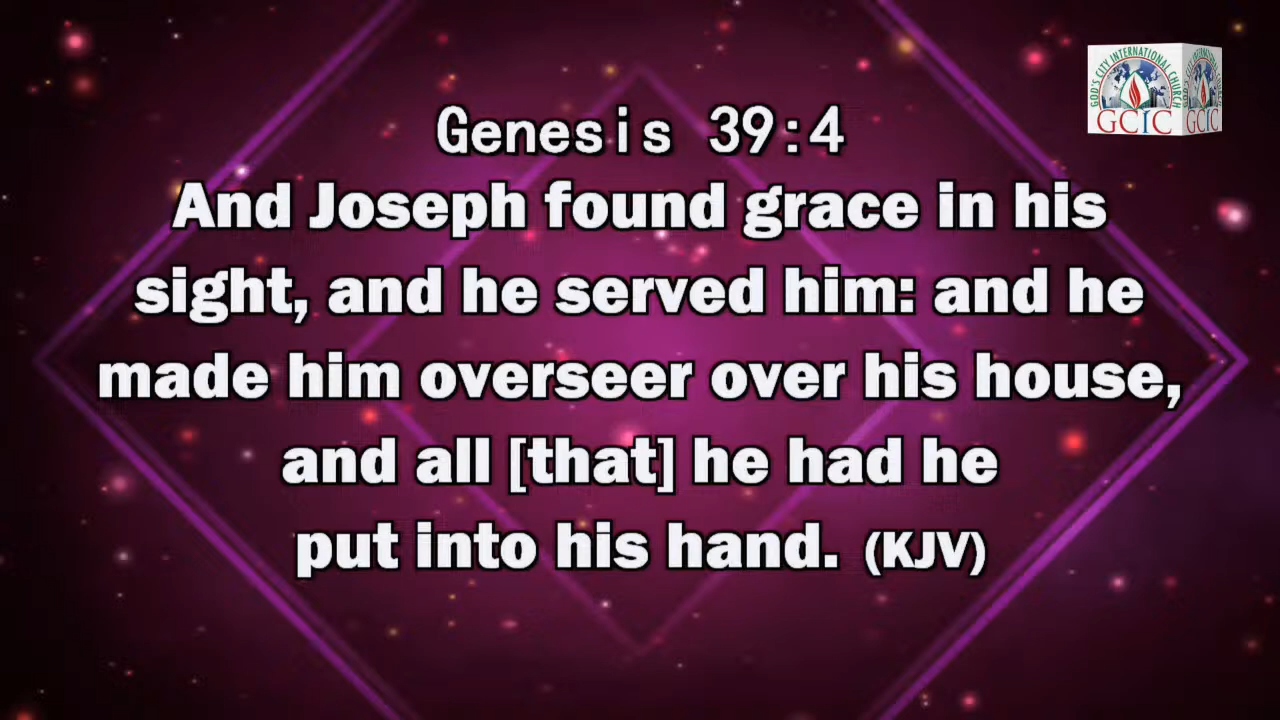 GOD'S CITY INTERNATIONAL CHURCH
GCIC
GCIC
Genesis 39:4
And Joseph found grace in his
sight, and he served him: and he
made him overseer over his house,
and all [that] he had he
put into his hand. (KJV)